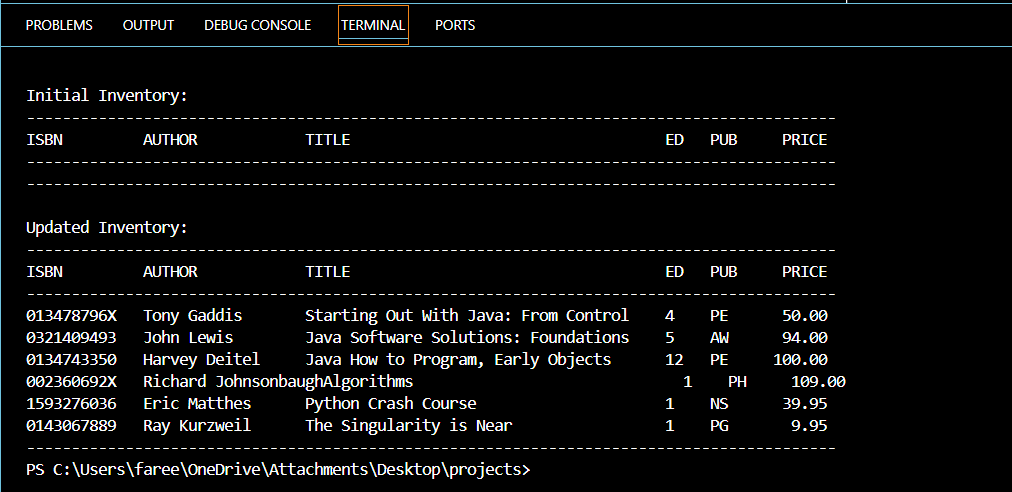 PROBLEMS OUTPUT DEBUG CONSOLE TERMINAL PORTS
Initial Inventory:
------------------------------------------------------------------------------------------
ISBN         AUTHOR            TITLE                                   ED   PUB     PRICE
------------------------------------------------------------------------------------------
------------------------------------------------------------------------------------------
Updated Inventory:
------------------------------------------------------------------------------------------
ISBN         AUTHOR            TITLE                                   ED   PUB     PRICE
------------------------------------------------------------------------------------------
013478796X   Tony Gaddis       Starting Out With Java: From Control    4    PE      50.00
0321409493   John Lewis        Java Software Solutions: Foundations    5    AW      94.00
0134743350   Harvey Deitel     Java How to Program, Early Objects      12   PE     100.00
002360692X   Richard JohnsonbaughAlgorithms                              1    PH     109.00
1593276036   Eric Matthes      Python Crash Course                     1    NS      39.95
0143067889   Ray Kurzweil      The Singularity is Near                 1    PG       9.95
------------------------------------------------------------------------------------------
PS C:\Users\faree\OneDrive\Attachments\Desktop\projects>